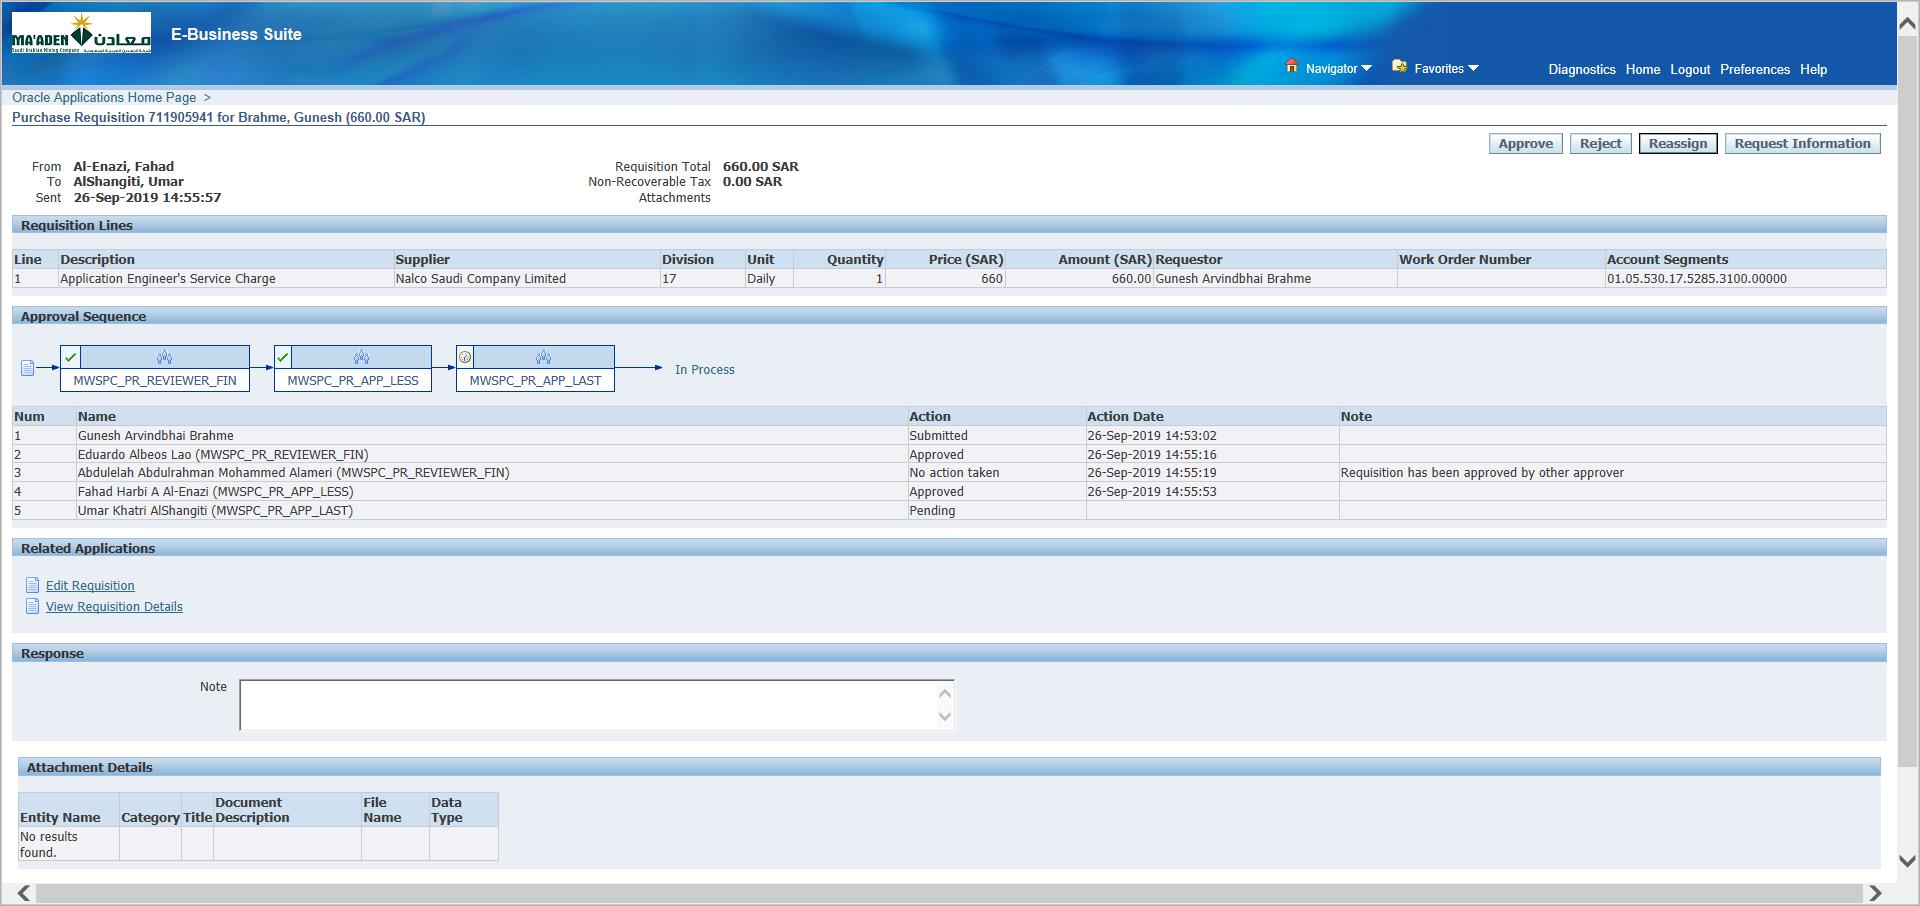 MA'ADEN معادن
Saudi Arabian Mining Company
E-Business Suite
Navigator Favorites Diagnostics Home Logout Preferences Help
Oracle Applications Home Page >
Purchase Requisition 711905941 for Brahme, Gunesh (660.00 SAR)
Approve Reject Reassign Request Information
From Al-Enazi, Fahad Requisition Total 660.00 SAR
To AlShangiti, Umar Non-Recoverable Tax 0.00 SAR
Sent 26-Sep-2019 14:55:57 Attachments
Requisition Lines
Line Description Supplier Division Unit Quantity Price (SAR) Amount (SAR) Requestor Work Order Number Account Segments
1 Application Engineer's Service Charge Nalco Saudi Company Limited 17 Daily 1 660 660.00 Gunesh Arvindbhai Brahme 01.05.530.17.5285.3100.00000
Approval Sequence
MWSPC_PR_REVIEWER_FIN MWSPC_PR_APP_LESS MWSPC_PR_APP_LAST In Process
Num Name Action Action Date Note
1 Gunesh Arvindbhai Brahme Submitted 26-Sep-2019 14:53:02
2 Eduardo Albeos Lao (MWSPC_PR_REVIEWER_FIN) Approved 26-Sep-2019 14:55:16
3 Abdulelah Abdulrahman Mohammed Alameri (MWSPC_PR_REVIEWER_FIN) No action taken 26-Sep-2019 14:55:19 Requisition has been approved by other approver
4 Fahad Harbi A Al-Enazi (MWSPC_PR_APP_LESS) Approved 26-Sep-2019 14:55:53
5 Umar Khatri AlShangiti (MWSPC_PR_APP_LAST) Pending
Related Applications
Edit Requisition
View Requisition Details
Response
Note
Attachment Details
Entity Name Category Title Document Description File Name Data Type
No results found.